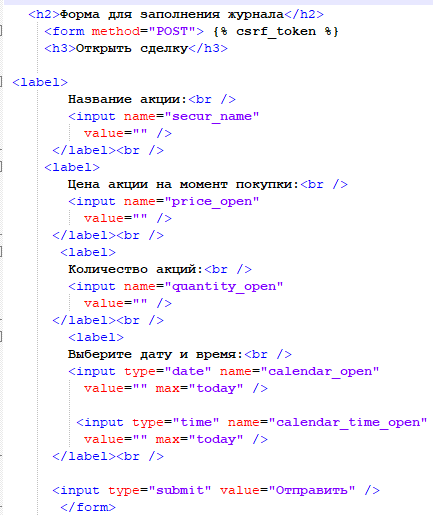 <h2>Форма для заполнения журнала</h2>
<form method="POST"> {% csrf_token %}
<h3>Открыть сделку</h3>
<label>
Название акции:<br />
<input name="secur_name"
value="" />
</label><br />
<label>
Цена акции на момент покупки:<br />
<input name="price_open"
value="" />
</label><br />
<label>
Количество акций:<br />
<input name="quantity_open"
value="" />
</label><br />
<label>
Выберите дату и время:<br />
<input type="date" name="calendar_open"
value="" max="today" />
<input type="time" name="calendar_time_open"
value="" max="today" />
</label><br />
<input type="submit" value="Отправить" />
</form>